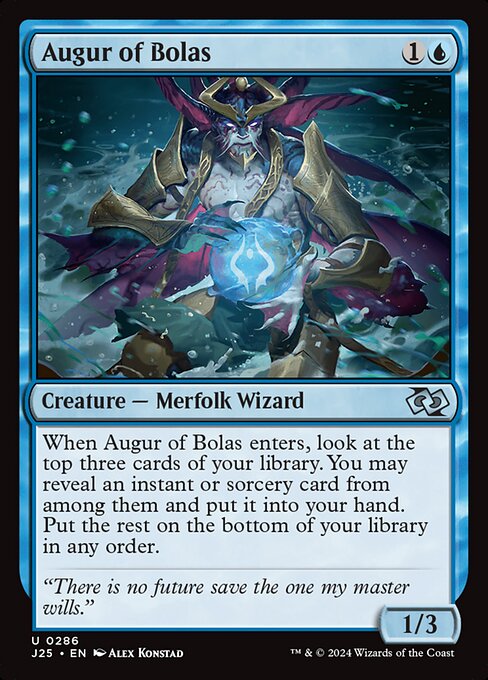 Augur of Bolas 1
Creature — Merfolk Wizard
When Augur of Bolas enters, look at the
top three cards of your library. You may
reveal an instant or sorcery card from
among them and put it into your hand.
Put the rest on the bottom of your library
in any order.
“There is no future save the one my master
wills.”
1/3
U 0286
J25 • EN Alex Konstad ™ & © 2024 Wizards of the Coast